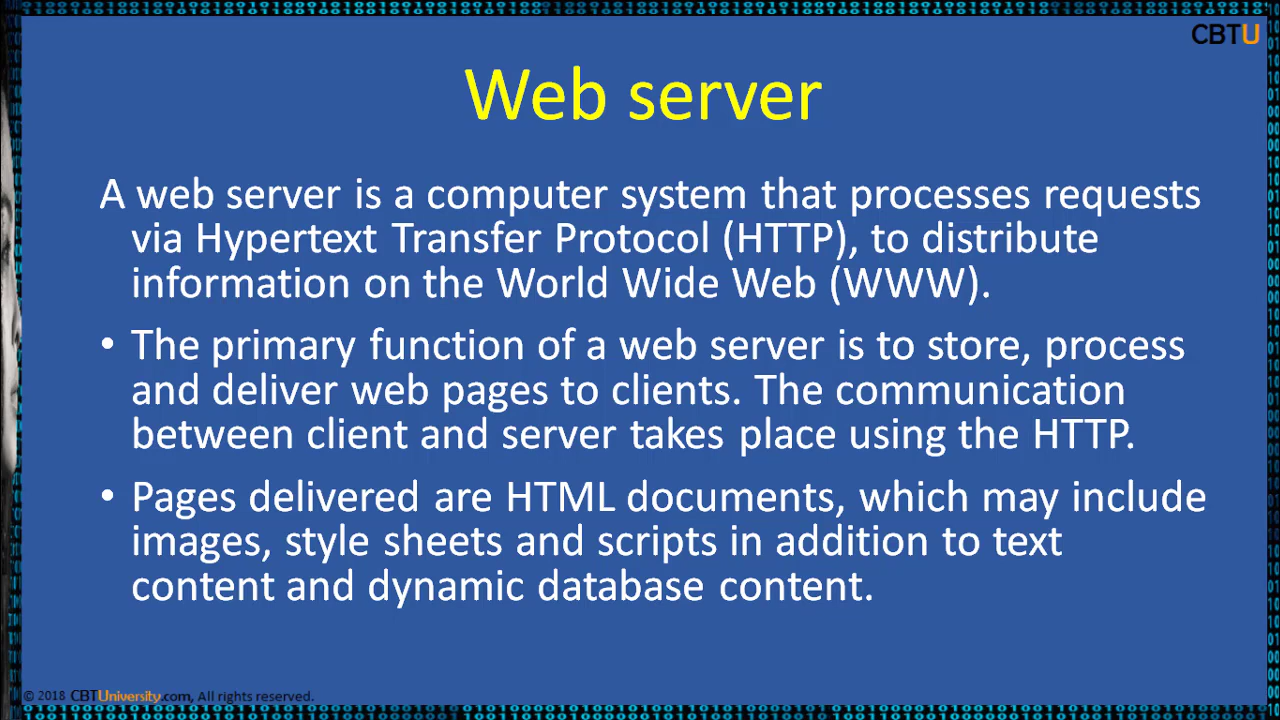 CBTU
Web server
A web server is a computer system that processes requests
via Hypertext Transfer Protocol (HTTP), to distribute
information on the World Wide Web (WWW).
• The primary function of a web server is to store, process
and deliver web pages to clients. The communication
between client and server takes place using the HTTP.
• Pages delivered are HTML documents, which may include
images, style sheets and scripts in addition to text
content and dynamic database content.
© 2018 CBTUniversity.com, All rights reserved.